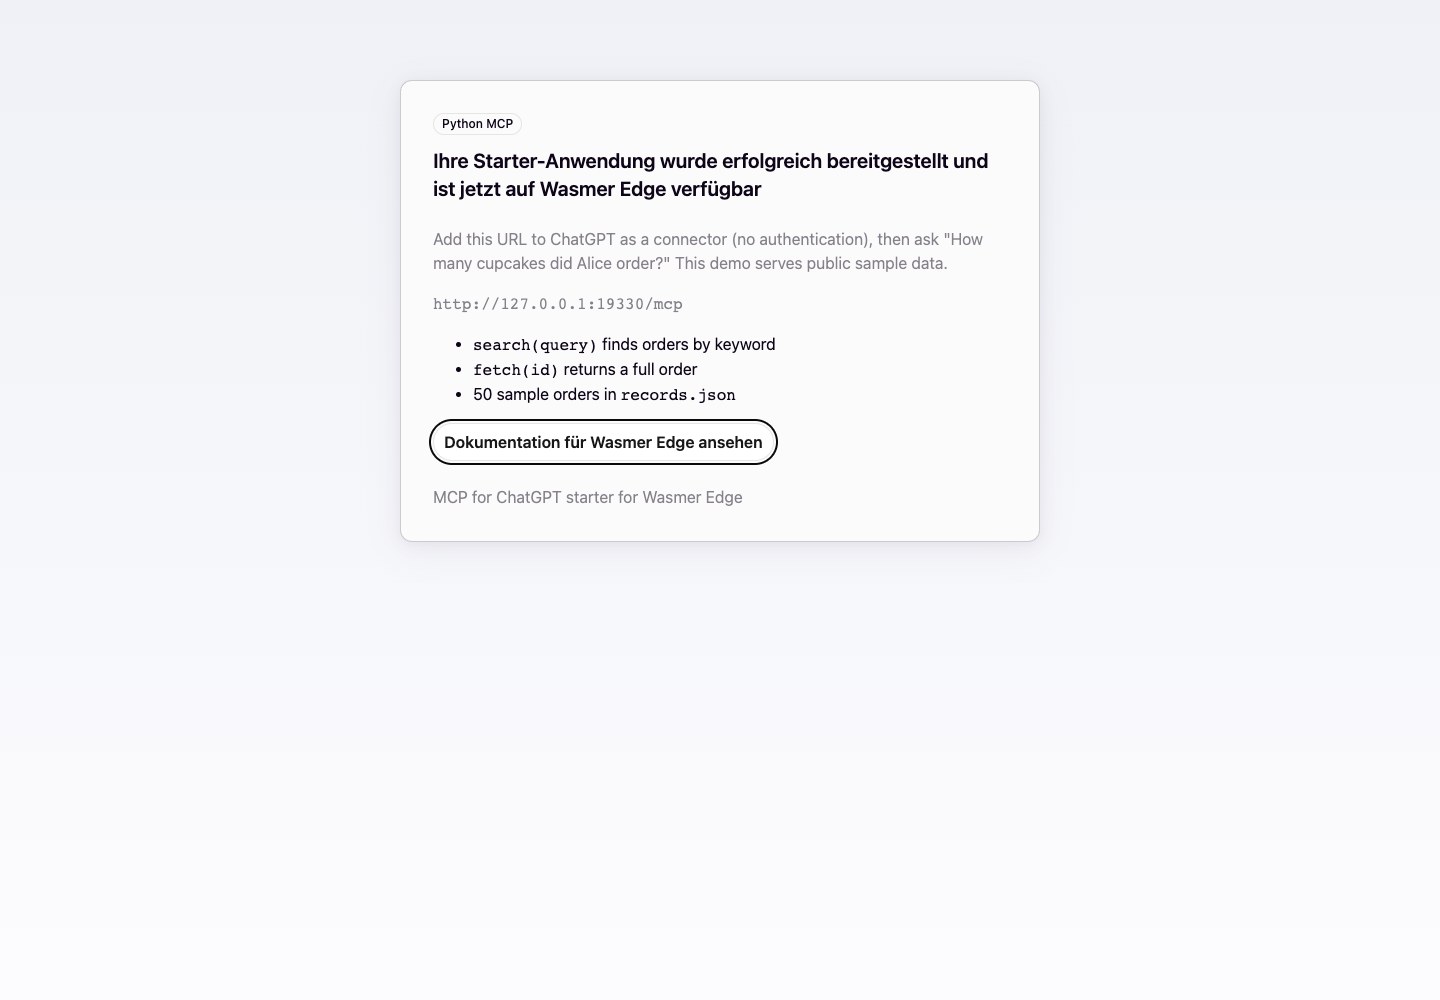 Python MCP
Ihre Starter-Anwendung wurde erfolgreich bereitgestellt und
ist jetzt auf Wasmer Edge verfügbar
Add this URL to ChatGPT as a connector (no authentication), then ask "How
many cupcakes did Alice order?" This demo serves public sample data.
http://127.0.0.1:19330/mcp
• search(query) finds orders by keyword
• fetch(id) returns a full order
• 50 sample orders in records.json
Dokumentation für Wasmer Edge ansehen
MCP for ChatGPT starter for Wasmer Edge